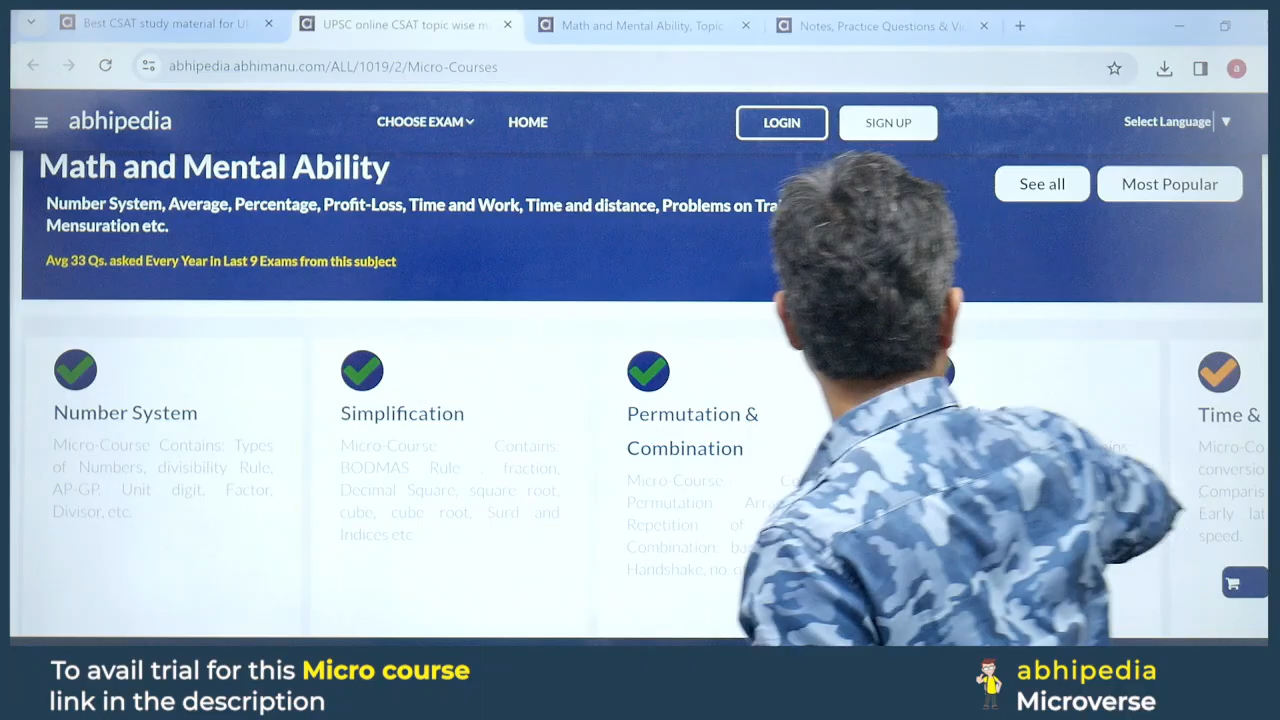 Best CSAT study material for U
UPSC online CSAT topic wise m
Math and Mental Ability, Topic
Notes, Practice Questions & Vi
abhipedia.abhimanu.com/ALL/1019/2/Micro-Courses
a
abhipedia
CHOOSE EXAM
HOME
LOGIN
SIGN UP
Select Language
Math and Mental Ability
See all
Most Popular
Number System, Average, Percentage, Profit-Loss, Time and Work, Time and distance, Problems on
Mensuration etc.
Avg 33 Qs. asked Every Year in Last 9 Exams from this subject
Number System
Micro-Course Contains: Types
of Numbers, divisibility Rule,
AP-GP, Unit digit, Factor,
Divisor, etc.
Simplification
Micro-Course Contains:
BODMAS Rule , fraction,
Decimal Square, square root,
cube, cube root, Surd and
Indices etc
Permutation &
Combination
Micro-Course
Permutation
Repetition of
Combination:
Handshake, no.
Time &
Early
speed.
To avail trial for this Micro course
link in the description
abhipedia
Microverse